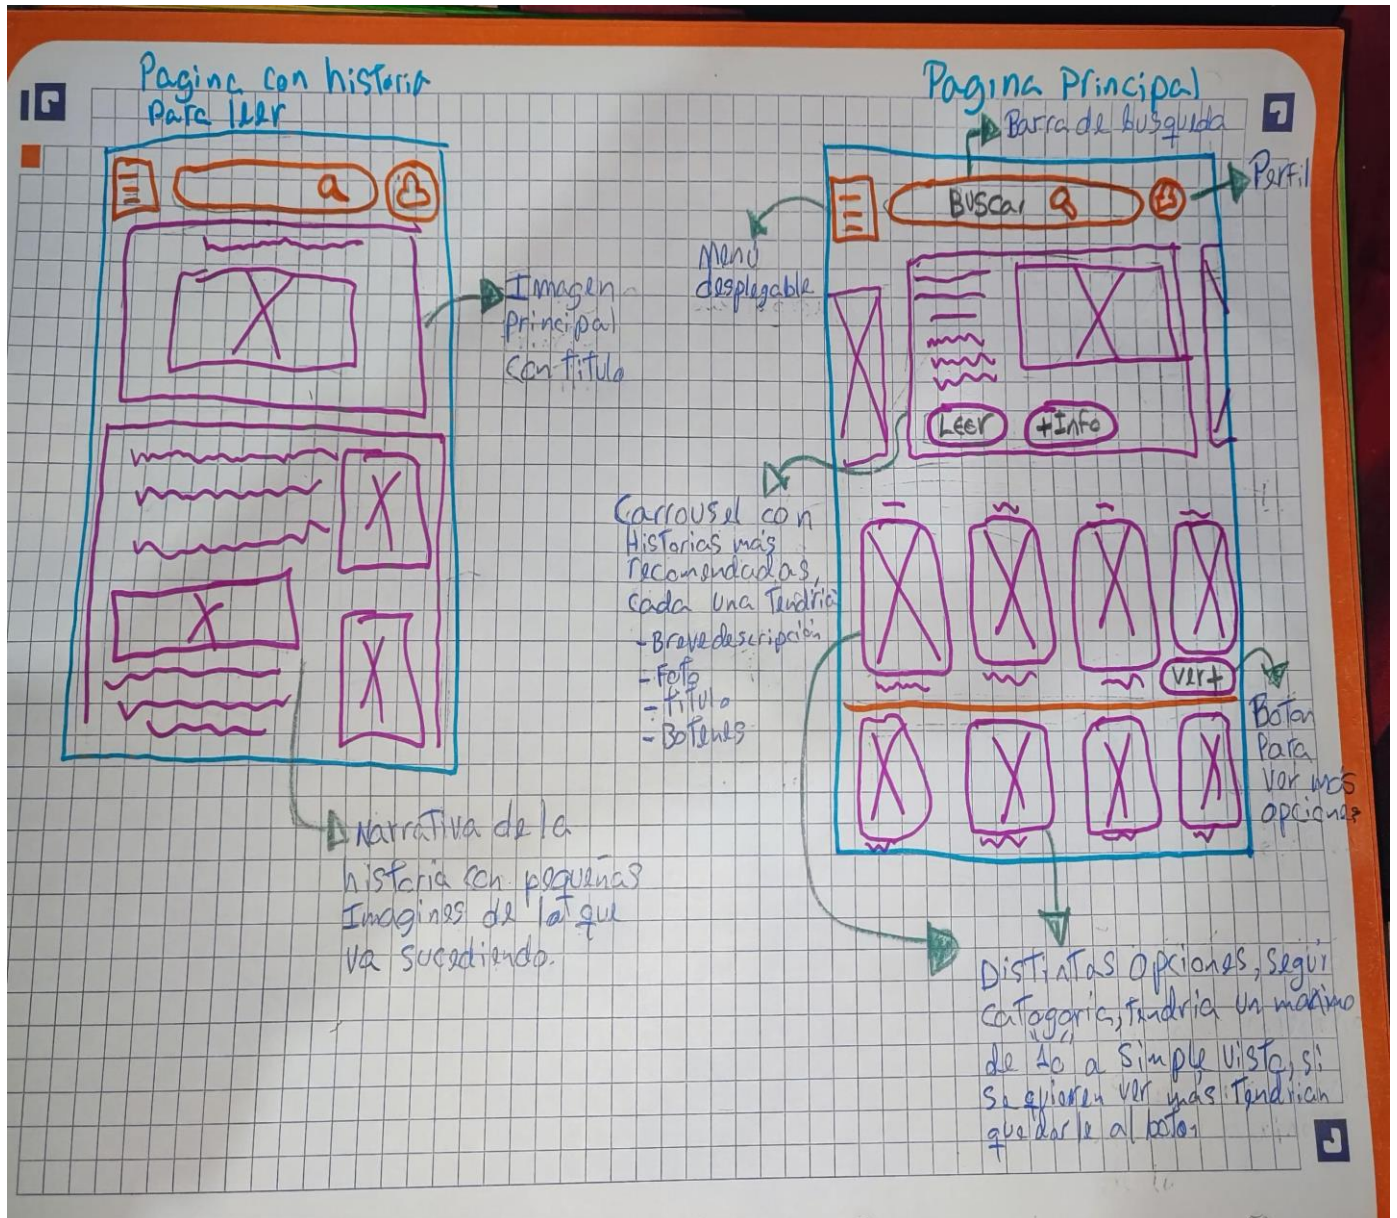 Pagina con historia
Para leer
Imagen
principal
con titulo
Narrativa de la
historia con pequeñas
Imagines de lo que
va sucediendo.
Pagina Principal
Barra de busqueda
Perfil
Buscar
Menú
desplegable
Leer
+Info
Carrousel con
Historias más
recomendadas,
cada una Tendria
- Breve descripción
- Foto
- Titulo
- Botones
ver+
Boton
Para
ver más
opciones
Distintas opciones, segui
categoria, tendria un maximo
de "10" a simple vista, si
se quieren ver más Tendrian
que darle al boton